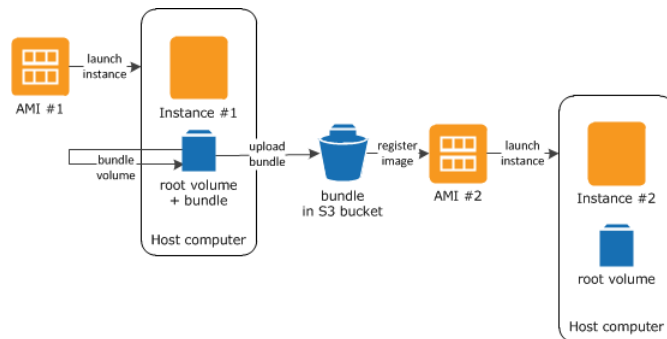 launch
instance
AMI #1
Instance #1
bundle
volume
root volume
+ bundle
Host computer
upload
bundle
bundle
in S3 bucket
register
image
AMI #2
launch
instance
Instance #2
root volume
Host computer